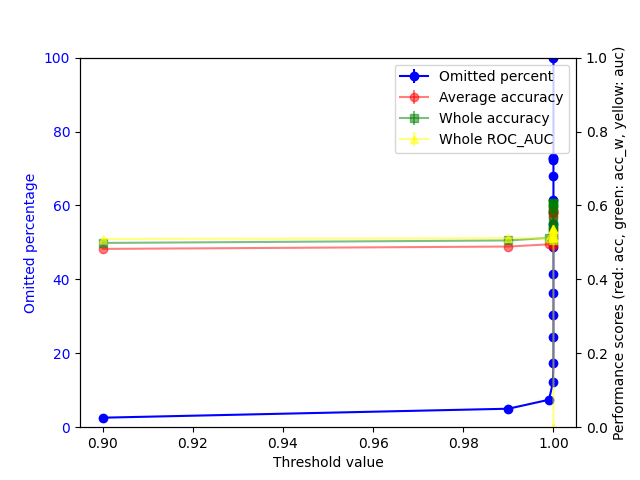 Omitted percent
Average accuracy
Whole accuracy
Whole ROC_AUC
100
80
60
40
20
0
Omitted percentage
1.0
0.8
0.6
0.4
0.2
0.0
Performance scores (red: acc, green: acc_w, yellow: auc)
0.90
0.92
0.94
0.96
0.98
1.00
Threshold value